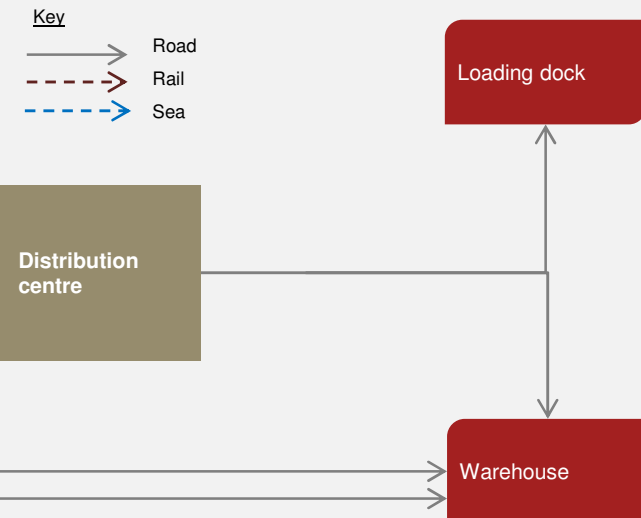 Key
Road
Rail
Sea
Loading dock
Distribution
centre
Warehouse